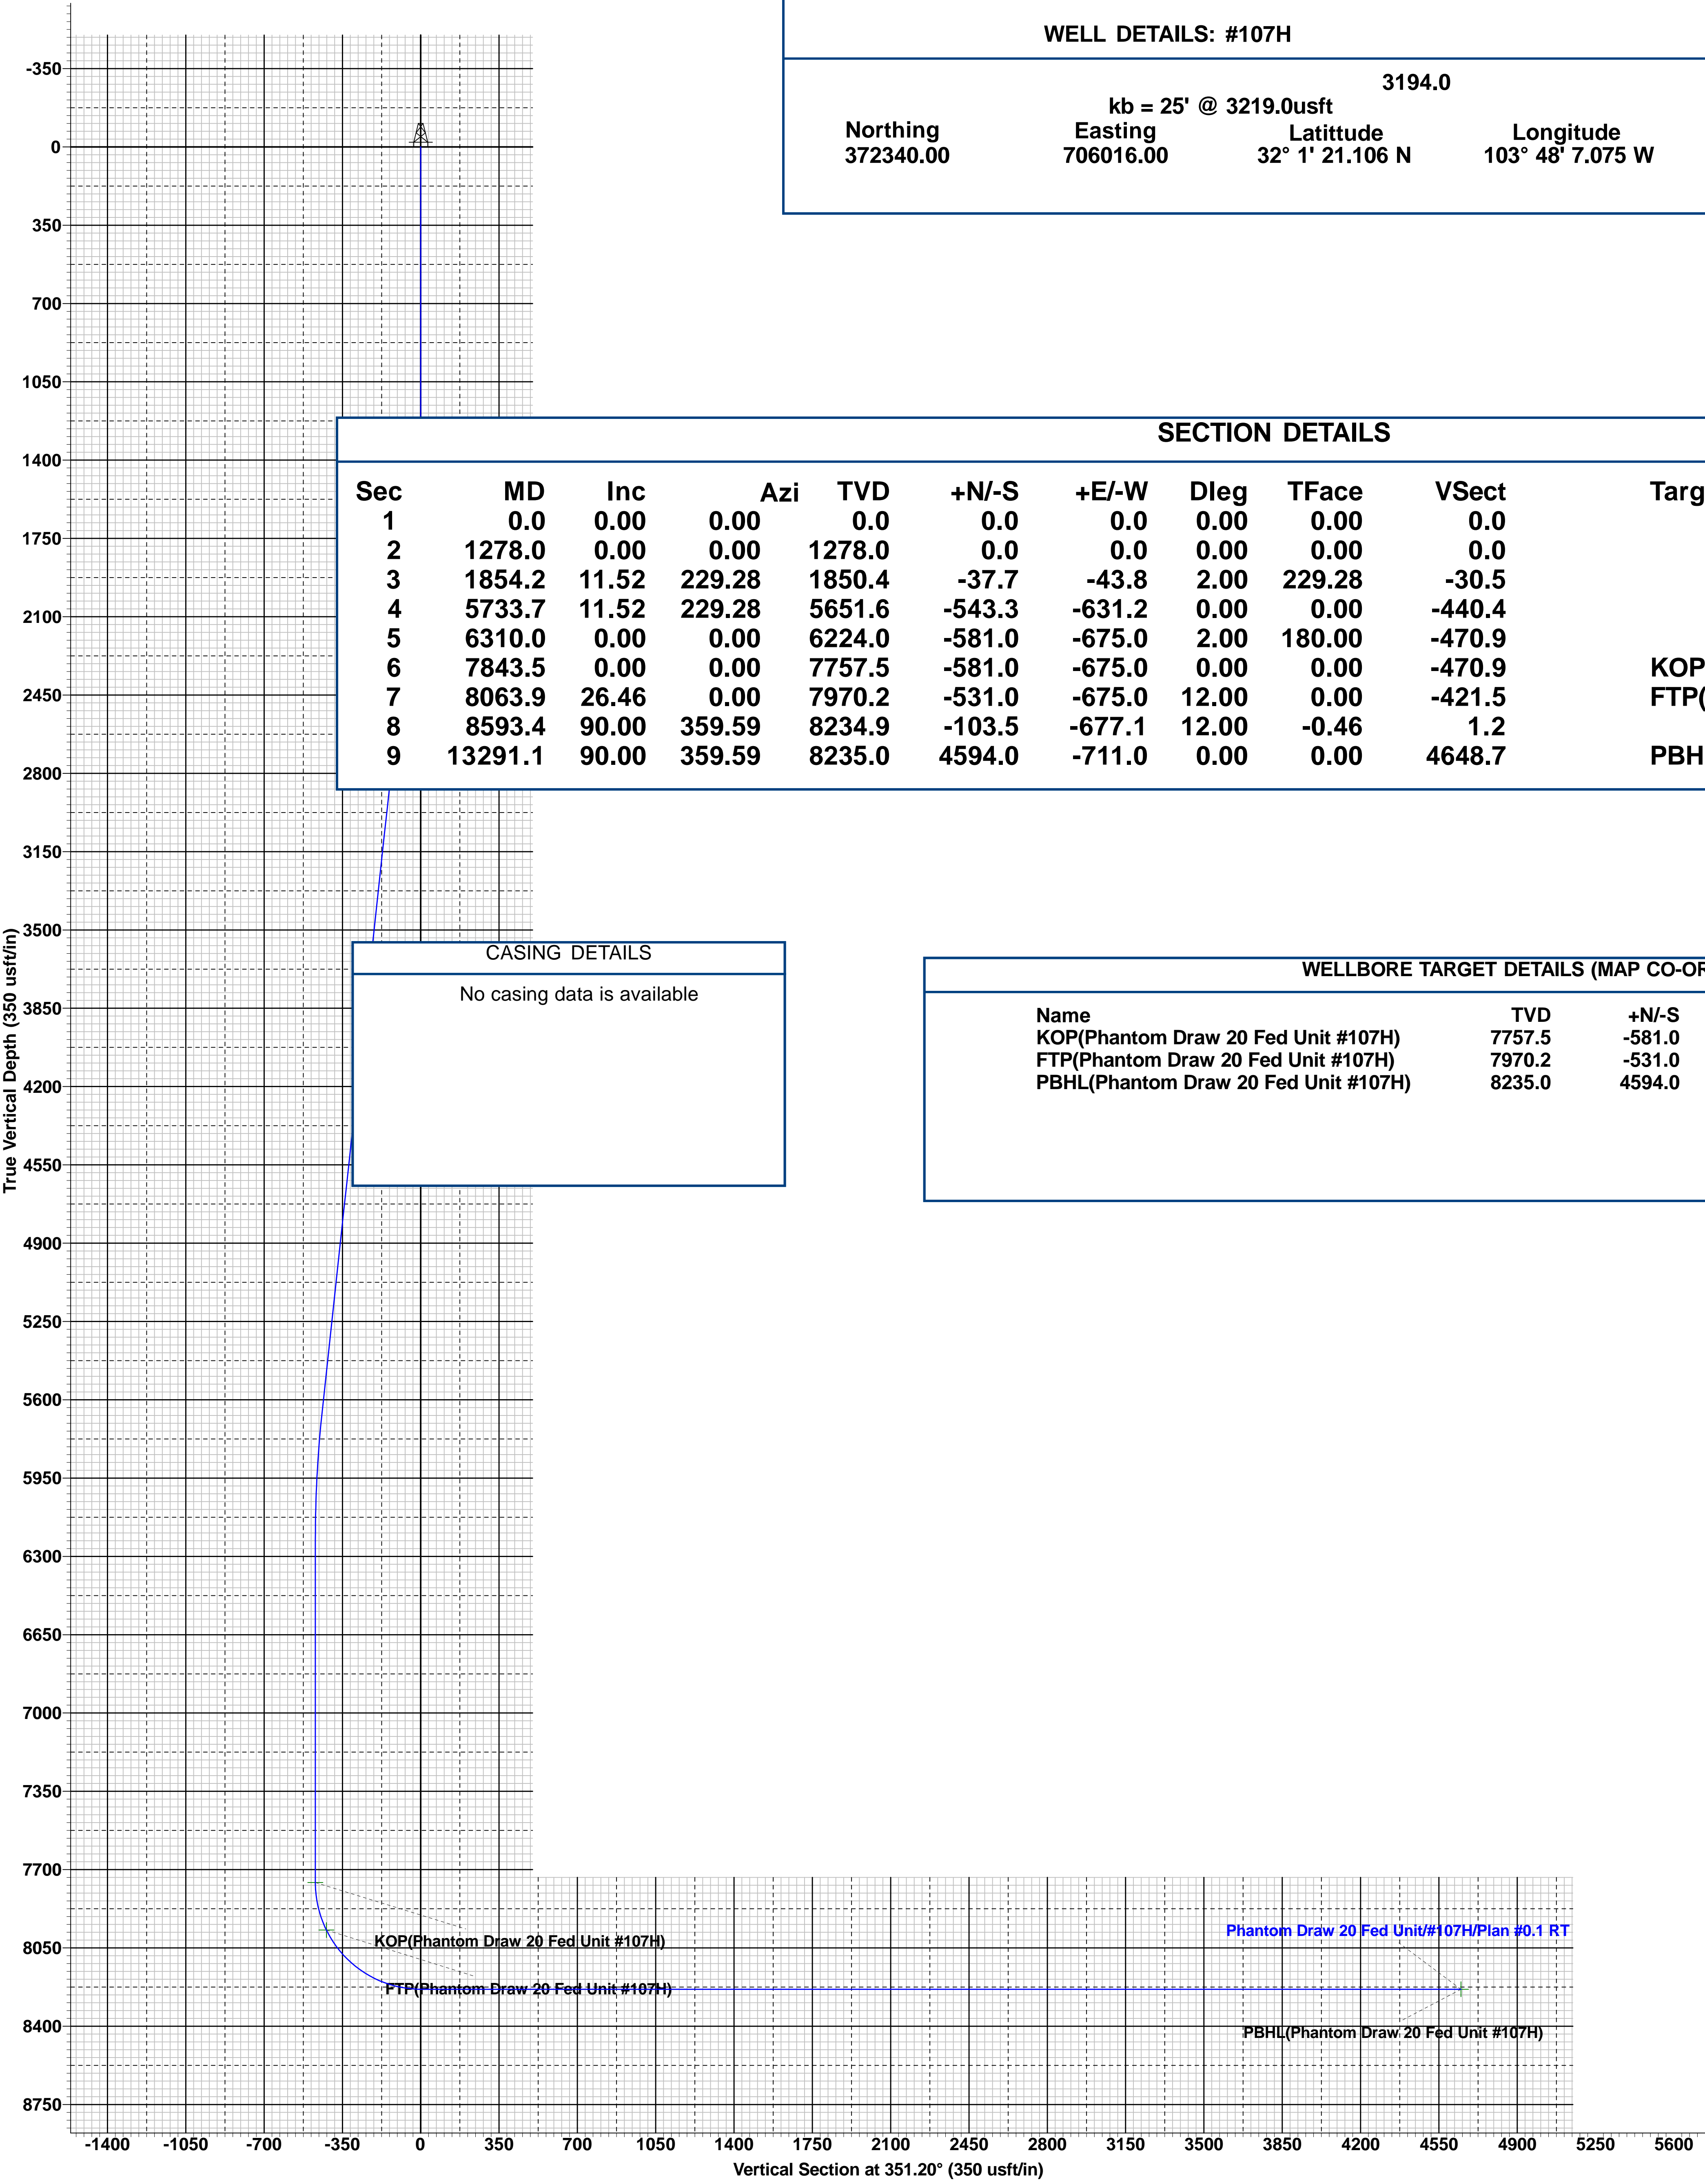 WELL DETAILS: #107H
3194.0
kb = 25' @ 3219.0usft
Northing Easting Latittude Longitude
372340.00 706016.00 32° 1' 21.106 N 103° 48' 7.075 W
SECTION DETAILS
Sec MD Inc Azi TVD +N/-S +E/-W Dleg TFace VSect Targ
1 0.0 0.00 0.00 0.0 0.0 0.0 0.00 0.00 0.0
2 1278.0 0.00 0.00 1278.0 0.0 0.0 0.00 0.00 0.0
3 1854.2 11.52 229.28 1850.4 -37.7 -43.8 2.00 229.28 -30.5
4 5733.7 11.52 229.28 5651.6 -543.3 -631.2 0.00 0.00 -440.4
5 6310.0 0.00 0.00 6224.0 -581.0 -675.0 2.00 180.00 -470.9
6 7843.5 0.00 0.00 7757.5 -581.0 -675.0 0.00 0.00 -470.9 KOP
7 8063.9 26.46 0.00 7970.2 -531.0 -675.0 12.00 0.00 -421.5 FTP(
8 8593.4 90.00 359.59 8234.9 -103.5 -677.1 12.00 -0.46 1.2
9 13291.1 90.00 359.59 8235.0 4594.0 -711.0 0.00 0.00 4648.7 PBH
CASING DETAILS
No casing data is available
WELLBORE TARGET DETAILS (MAP CO-OR
Name TVD +N/-S
KOP(Phantom Draw 20 Fed Unit #107H) 7757.5 -581.0
FTP(Phantom Draw 20 Fed Unit #107H) 7970.2 -531.0
PBHL(Phantom Draw 20 Fed Unit #107H) 8235.0 4594.0
True Vertical Depth (350 usft/in)
-350
0
350
700
1050
1400
1750
2100
2450
2800
3150
3500
3850
4200
4550
4900
5250
5600
5950
6300
6650
7000
7350
7700
8050
8400
8750
Phantom Draw 20 Fed Unit/#107H/Plan #0.1 RT
KOP(Phantom Draw 20 Fed Unit #107H)
FTP(Phantom Draw 20 Fed Unit #107H)
PBHL(Phantom Draw 20 Fed Unit #107H)
-1400 -1050 -700 -350 0 350 700 1050 1400 1750 2100 2450 2800 3150 3500 3850 4200 4550 4900 5250 5600
Vertical Section at 351.20° (350 usft/in)